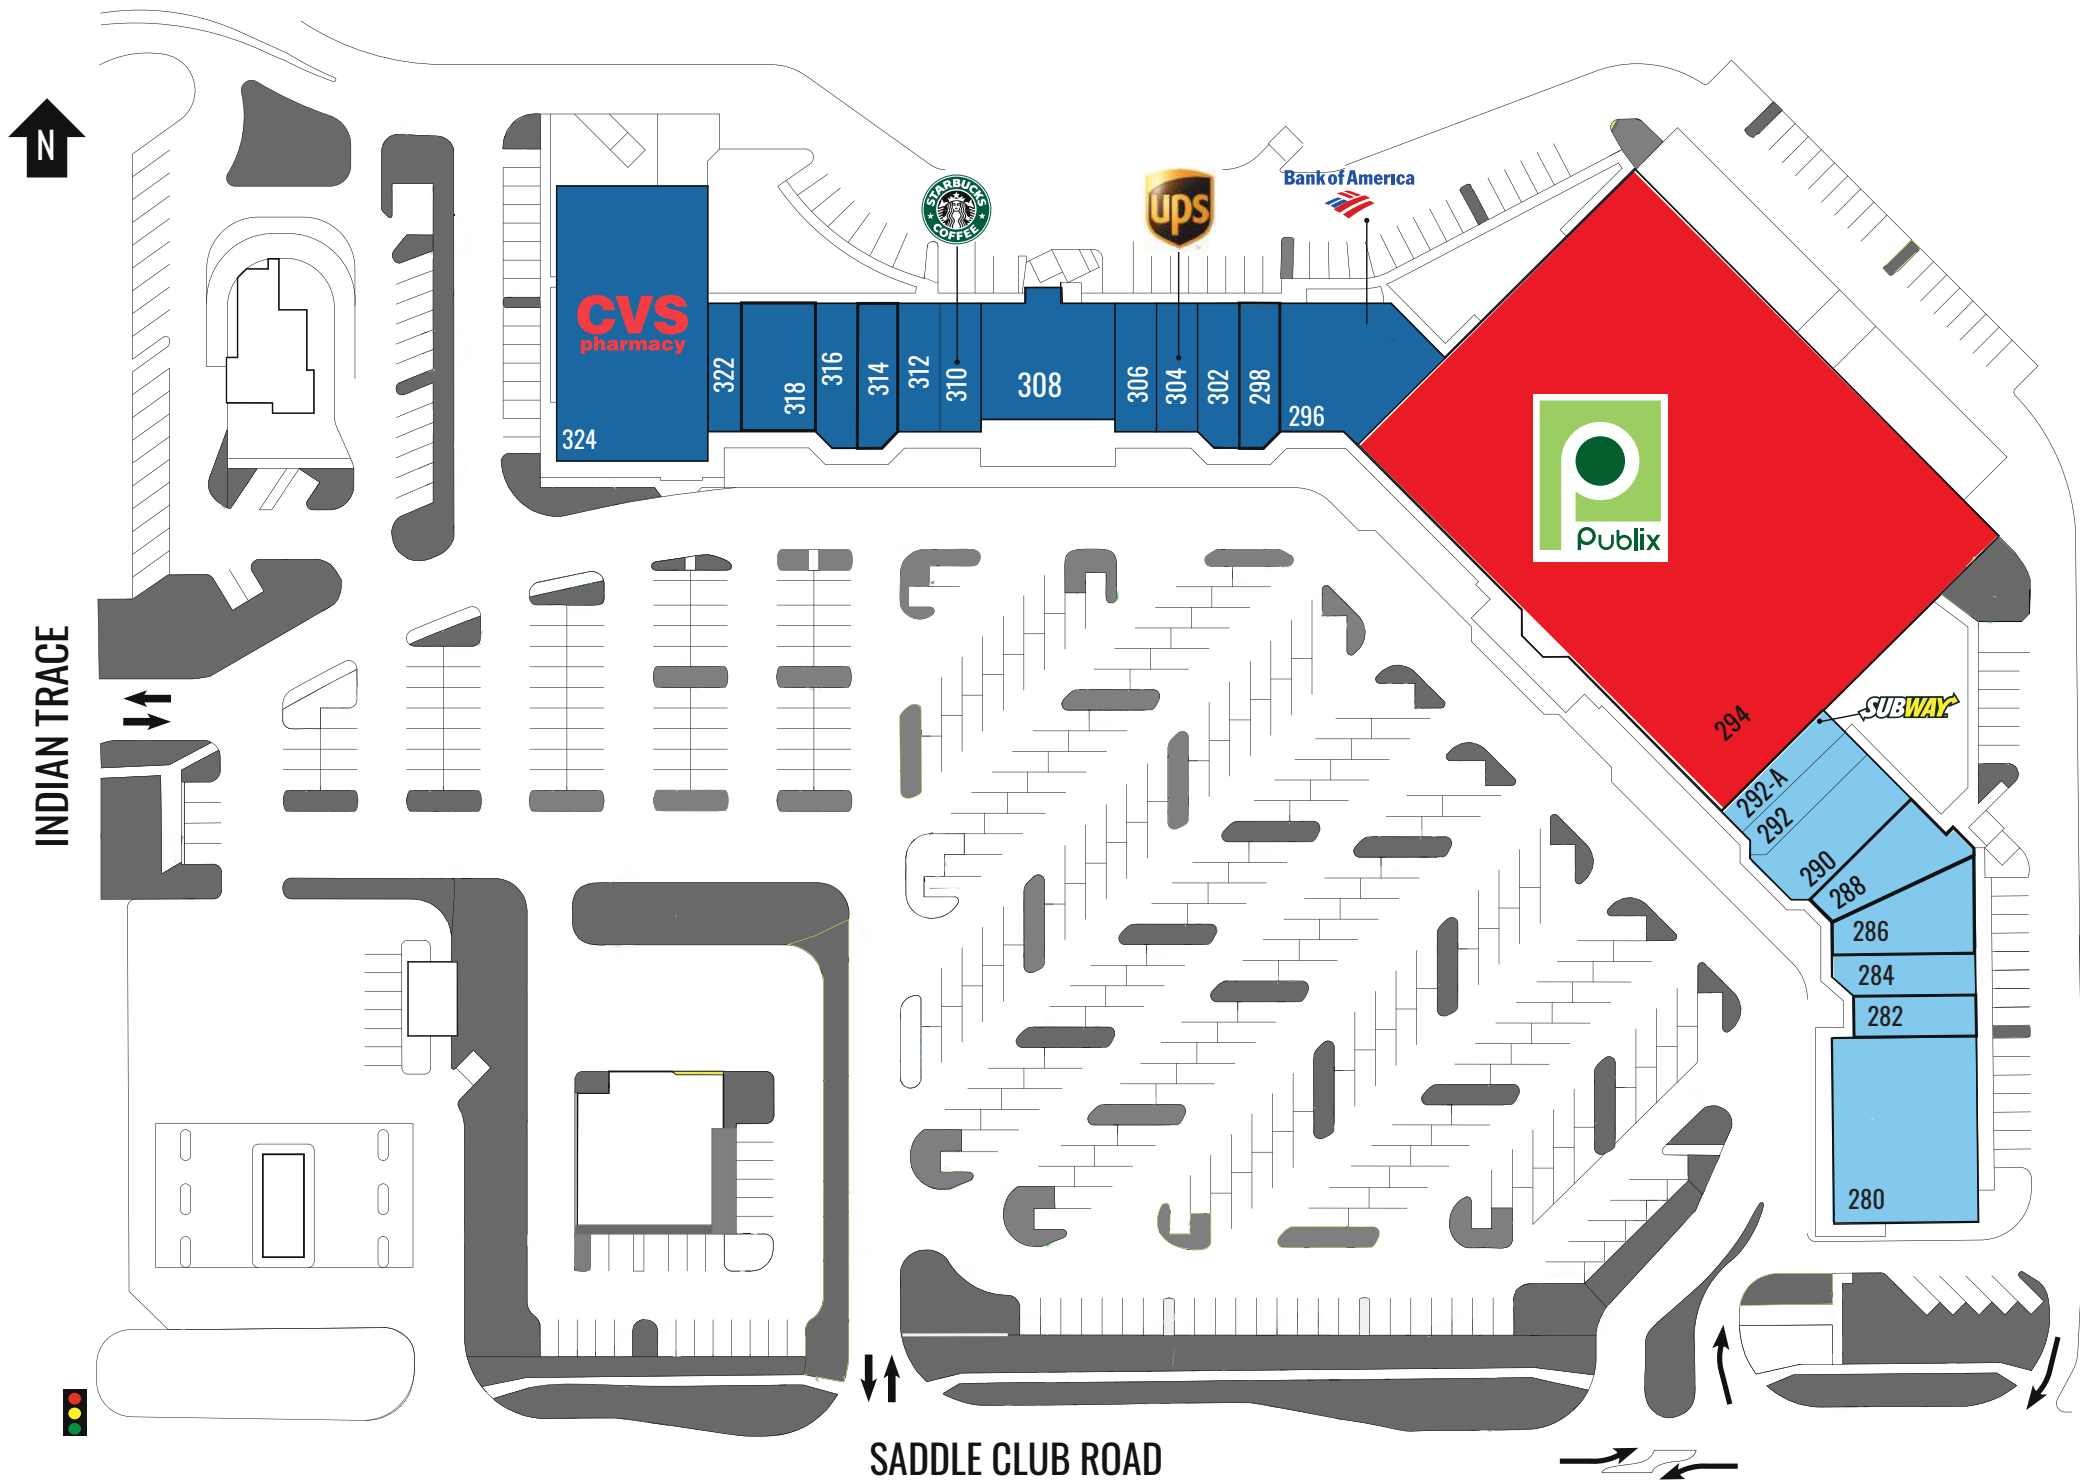 N
STARBUCKS
COFFEE
ups
Bank of America
CVS
pharmacy
322
318
316
314
312
310
308
306
304
302
298
296
324
Publix
294
SUBWAY
292-A
292
290
288
286
284
282
280
INDIAN TRACE
SADDLE CLUB ROAD